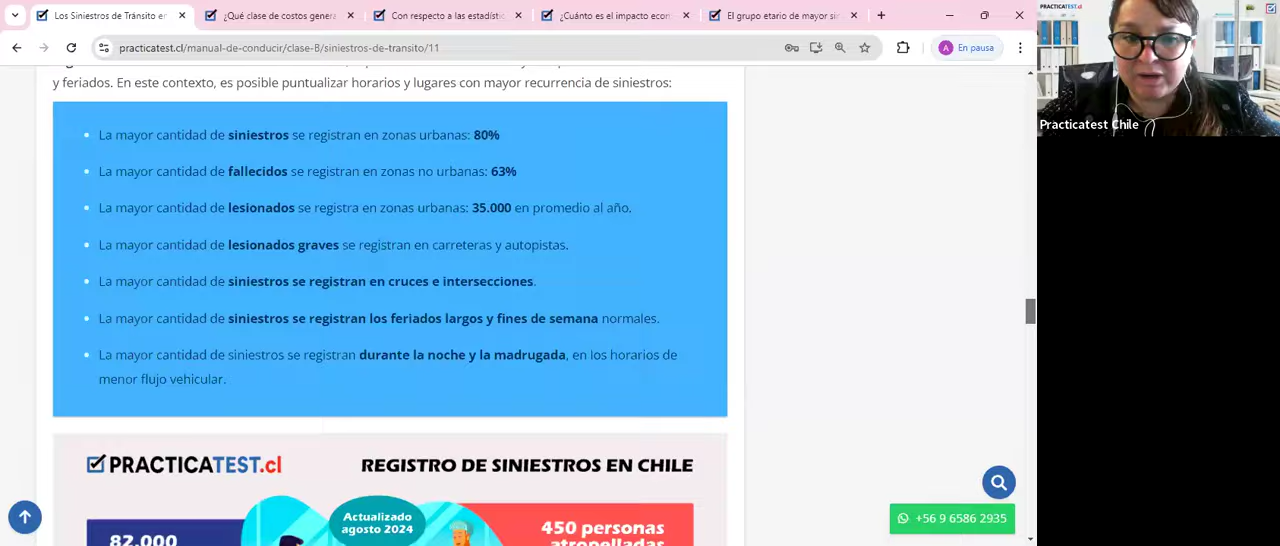 Los Siniestros de Tránsito en
¿Qué clase de costos genera
Con respecto a las estadístic
¿Cuánto es el impacto econ
El grupo etario de mayor sin
practicatest.cl/manual-de-conducir/clase-B/siniestros-de-transito/11
A
En pausa
PRACTICATEST.cl
Practicatest Chile
y feriados. En este contexto, es posible puntualizar horarios y lugares con mayor recurrencia de siniestros:
La mayor cantidad de siniestros se registran en zonas urbanas: 80%
La mayor cantidad de fallecidos se registran en zonas no urbanas: 63%
La mayor cantidad de lesionados se registra en zonas urbanas: 35.000 en promedio al año.
La mayor cantidad de lesionados graves se registran en carreteras y autopistas.
La mayor cantidad de siniestros se registran en cruces e intersecciones.
La mayor cantidad de siniestros se registran los feriados largos y fines de semana normales.
La mayor cantidad de siniestros se registran durante la noche y la madrugada, en los horarios de
menor flujo vehicular.
PRACTICATEST.cl
REGISTRO DE SINIESTROS EN CHILE
Actualizado
agosto 2024
82.000
450 personas
atropelladas
+56 9 6586 2935